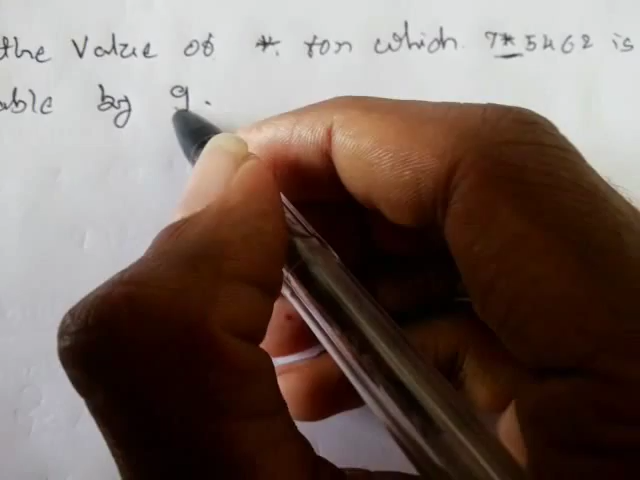 the value of * for which 7*5462 is
able by 9.